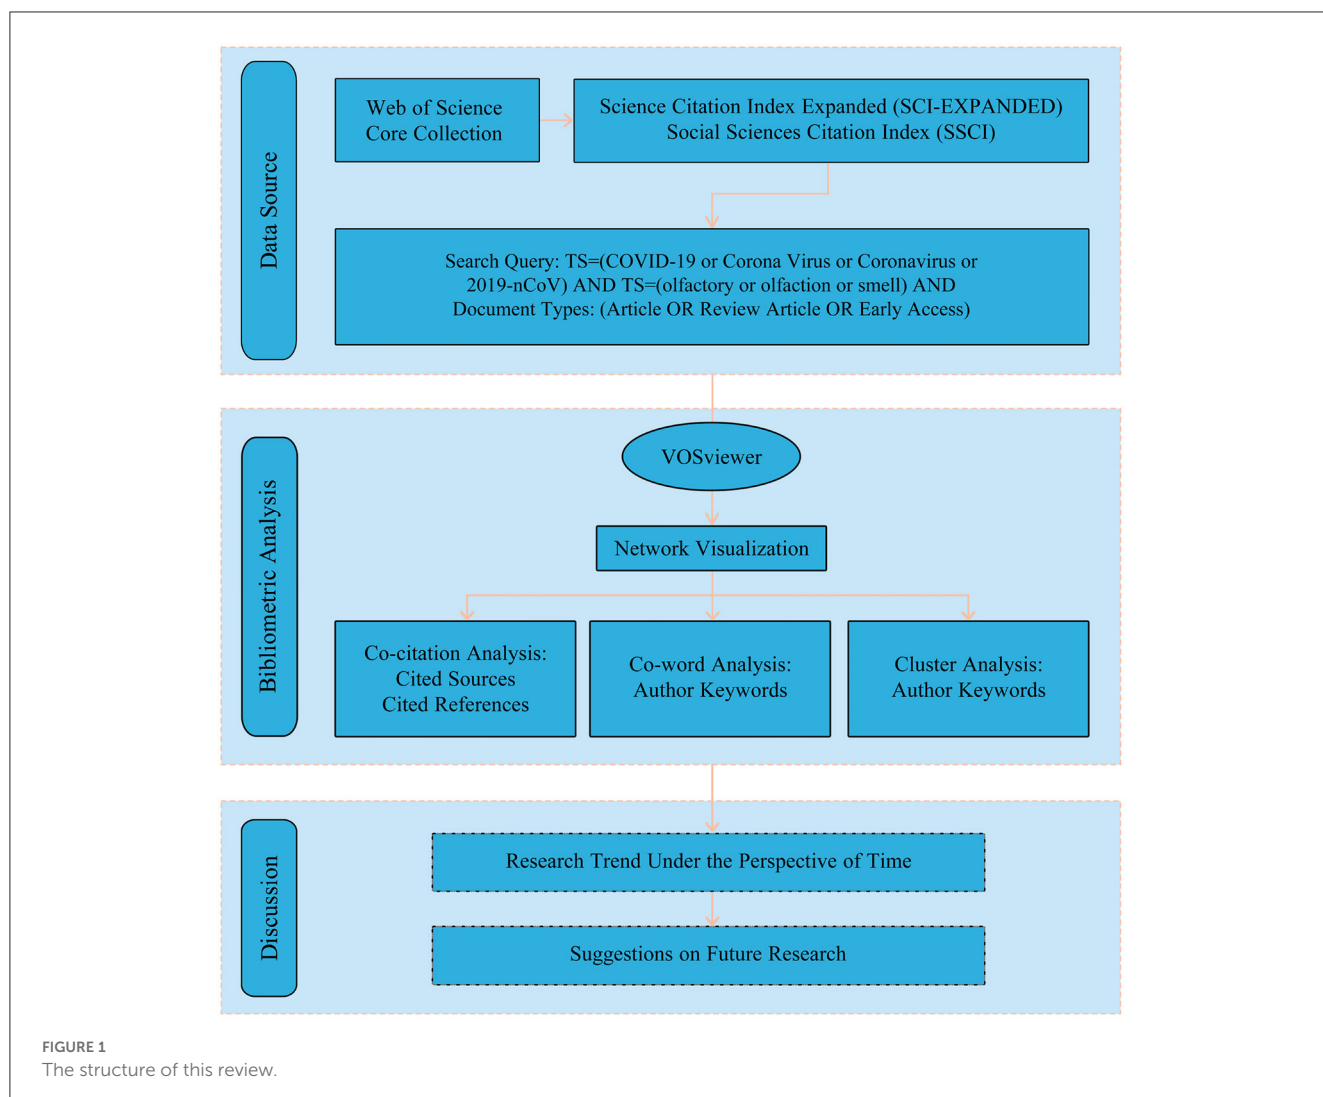 Data Source
Web of Science
Core Collection
Science Citation Index Expanded (SCI-EXPANDED)
Social Sciences Citation Index (SSCI)
Search Query: TS=(COVID-19 or Corona Virus or Coronavirus or
2019-nCoV) AND TS=(olfactory or olfaction or smell) AND
Document Types: (Article OR Review Article OR Early Access)
Bibliometric Analysis
VOSviewer
Network Visualization
Co-citation Analysis:
Cited Sources
Cited References
Co-word Analysis:
Author Keywords
Cluster Analysis:
Author Keywords
Discussion
Research Trend Under the Perspective of Time
Suggestions on Future Research
FIGURE 1
The structure of this review.